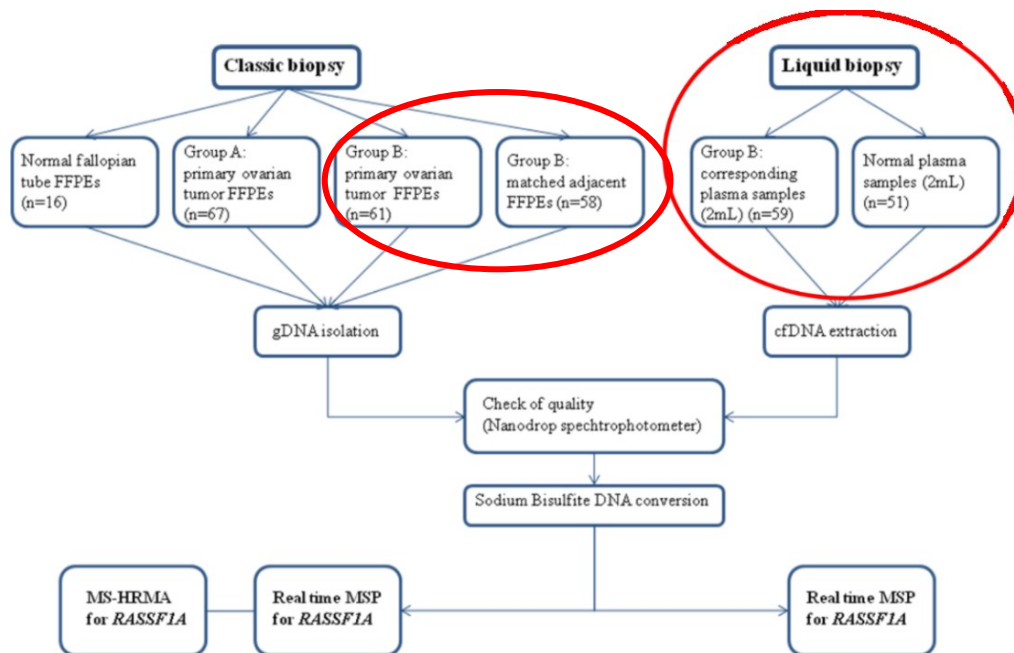 Classic biopsy
Liquid biopsy
Normal fallopian
tube FFPEs
(n=16)
Group A:
primary ovarian
tumor FFPEs
(n=67)
Group B:
primary ovarian
tumor FFPEs
(n=61)
Group B:
matched adjacent
FFPEs (n=58)
Group B:
corresponding
plasma samples
(2mL) (n=59)
Normal plasma
samples (2mL)
(n=51)
gDNA isolation
cfDNA extraction
Check of quality
(Nanodrop spechtrophotometer)
Sodium Bisulfite DNA conversion
MS-HRMA
for RASSF1A
Real time MSP
for RASSF1A
Real time MSP
for RASSF1A